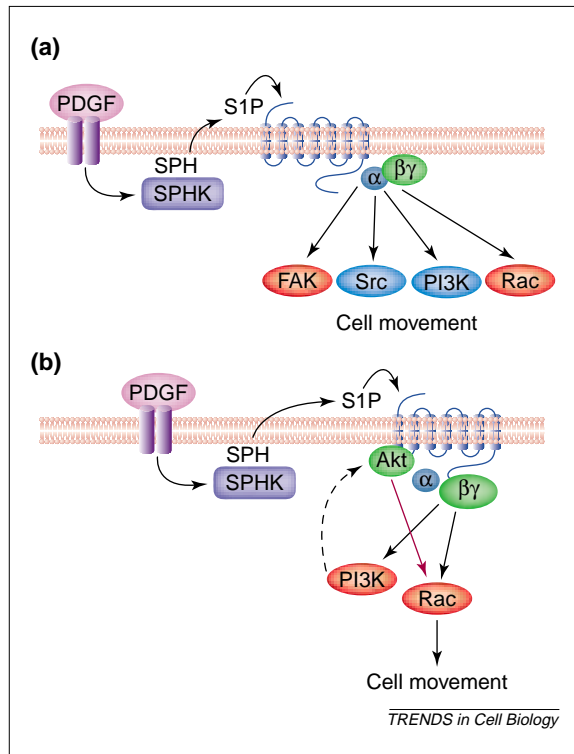 (a)
PDGF
S1P
SPH
SPHK
α
βγ
FAK
Src
PI3K
Rac
Cell movement
(b)
PDGF
S1P
SPH
SPHK
Akt
α
βγ
PI3K
Rac
Cell movement
TRENDS in Cell Biology